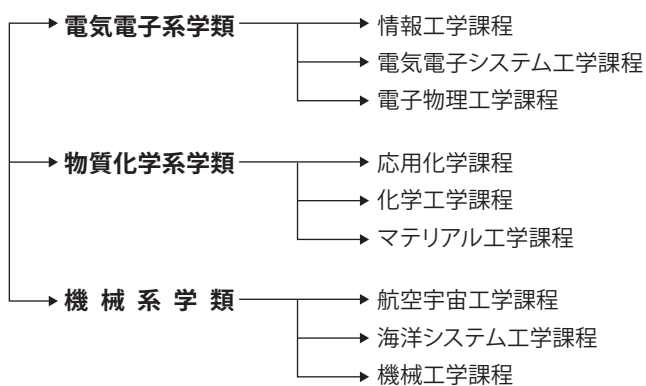 電気電子系学類
情報工学課程
電気電子システム工学課程
電子物理工学課程
物質化学系学類
応用化学課程
化学工学課程
マテリアル工学課程
機械系学類
航空宇宙工学課程
海洋システム工学課程
機械工学課程